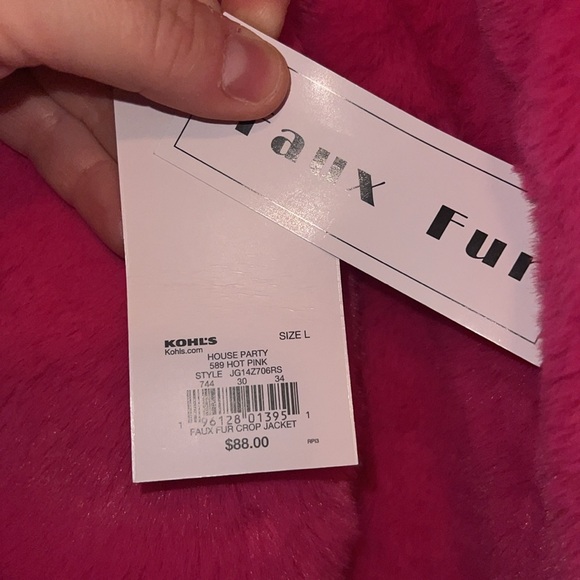 Faux Fur
KOHL'S
Kohls.com
SIZE L
HOUSE PARTY
589 HOT PINK
STYLE JG14Z706RS
744 30 34
1 96128 01395 1
FAUX FUR CROP JACKET
$88.00
RPI3